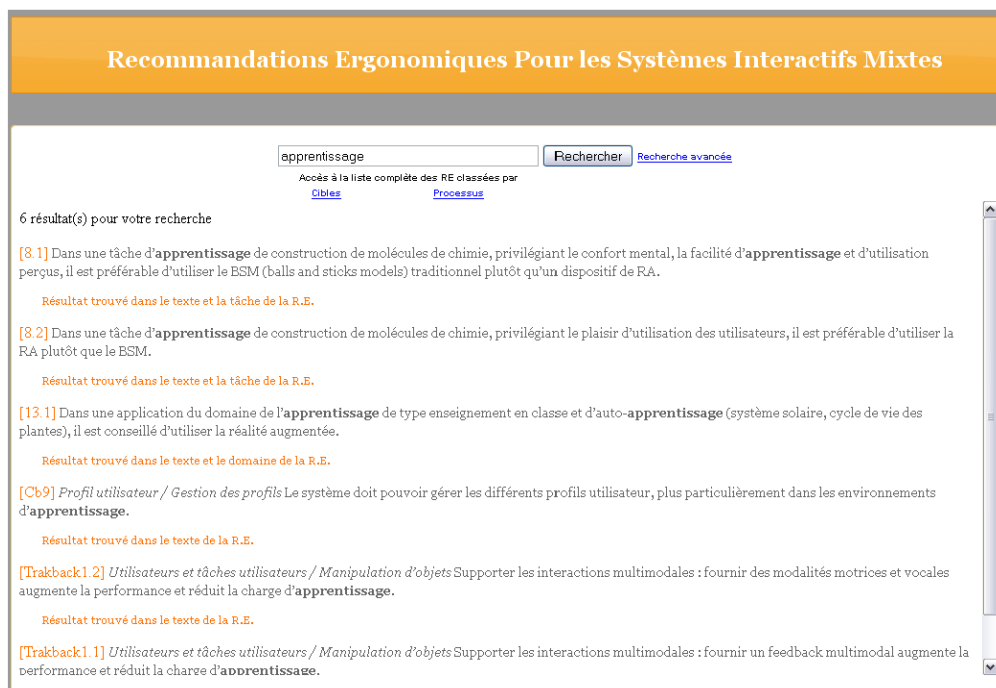 Recommandations Ergonomiques Pour les Systèmes Interactifs Mixtes
apprentissage Rechercher Recherche avancée
Accès à la liste complète des RE classées par
Cibles Processus
6 résultat(s) pour votre recherche
[8.1] Dans une tâche d'apprentissage de construction de molécules de chimie, privilégiant le confort mental, la facilité d'apprentissage et d'utilisation
perçus, il est préférable d'utiliser le BSM (balls and sticks models) traditionnel plutôt qu'un dispositif de RA.
Résultat trouvé dans le texte et la tâche de la R.E.
[8.2] Dans une tâche d'apprentissage de construction de molécules de chimie, privilégiant le plaisir d'utilisation des utilisateurs, il est préférable d'utiliser la
RA plutôt que le BSM.
Résultat trouvé dans le texte et la tâche de la R.E.
[13.1] Dans une application du domaine de l'apprentissage de type enseignement en classe et d'auto-apprentissage (système solaire, cycle de vie des
plantes), il est conseillé d'utiliser la réalité augmentée.
Résultat trouvé dans le texte et le domaine de la R.E.
[Cb9] Profil utilisateur / Gestion des profils Le système doit pouvoir gérer les différents profils utilisateur, plus particulièrement dans les environnements
d'apprentissage.
Résultat trouvé dans le texte de la R.E.
[Trakback1.2] Utilisateurs et tâches utilisateurs / Manipulation d'objets Supporter les interactions multimodales : fournir des modalités motrices et vocales
augmente la performance et réduit la charge d'apprentissage.
Résultat trouvé dans le texte de la R.E.
[Trakback1.1] Utilisateurs et tâches utilisateurs / Manipulation d'objets Supporter les interactions multimodales : fournir un feedback multimodal augmente la
performance et réduit la charge d'apprentissage.